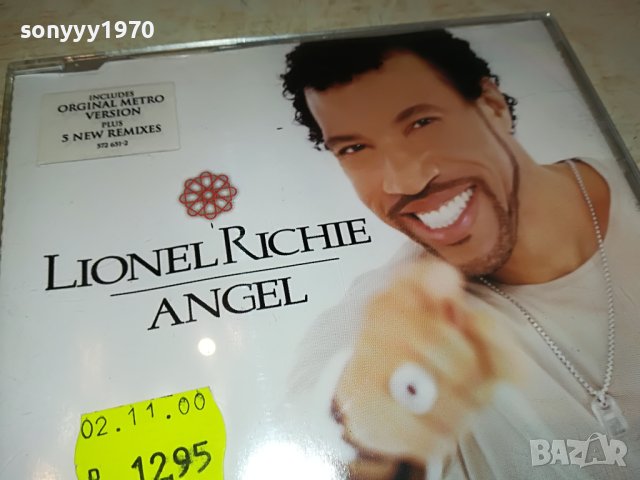 sonyyy1970
INCLUDES
ORGINAL METRO
VERSION
PLUS
5 NEW REMIXES
572 631-2
LIONEL RICHIE
ANGEL
02.11.00
1295
BAZAR